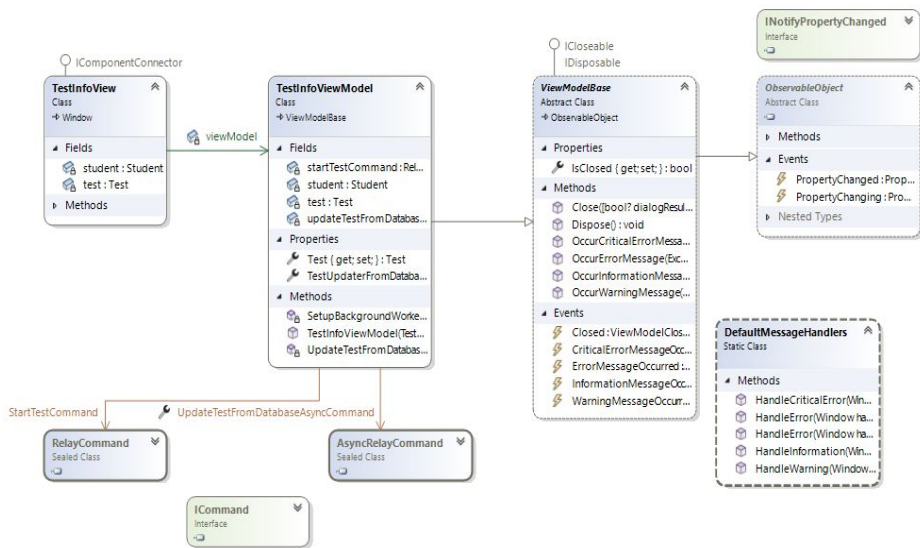 IComponentConnector
TestInfoView
Class
→ Window
Fields
student : Student
test : Test
Methods
viewModel
TestInfoViewModel
Class
→ ViewModelBase
Fields
startTestCommand : Rel...
student : Student
test : Test
updateTestFromDatabas...
Properties
Test { get; set; } : Test
TestUpdaterFromDataba...
Methods
SetupBackgroundWorke...
TestInfoViewModel(Test...
UpdateTestFromDatabas...
ICloseable
IDisposable
ViewModelBase
Abstract Class
→ ObservableObject
Properties
IsClosed { get; set; } : bool
Methods
Close([bool? dialogResul...
Dispose() : void
OccurCriticalErrorMessa...
OccurErrorMessage(Exc...
OccurInformationMessa...
OccurWarningMessage(...
Events
Closed : ViewModelClos...
CriticalErrorMessageOcc...
ErrorMessageOccurred :...
InformationMessageOcc...
WarningMessageOccurr...
INotifyPropertyChanged
Interface
ObservableObject
Abstract Class
Methods
Events
PropertyChanged : Prop...
PropertyChanging : Pro...
Nested Types
DefaultMessageHandlers
Static Class
Methods
HandleCriticalError(Win...
HandleError(Window ha...
HandleError(Window ha...
HandleInformation(Win...
HandleWarning(Window...
StartTestCommand
UpdateTestFromDatabaseAsyncCommand
RelayCommand
Sealed Class
AsyncRelayCommand
Sealed Class
ICommand
Interface